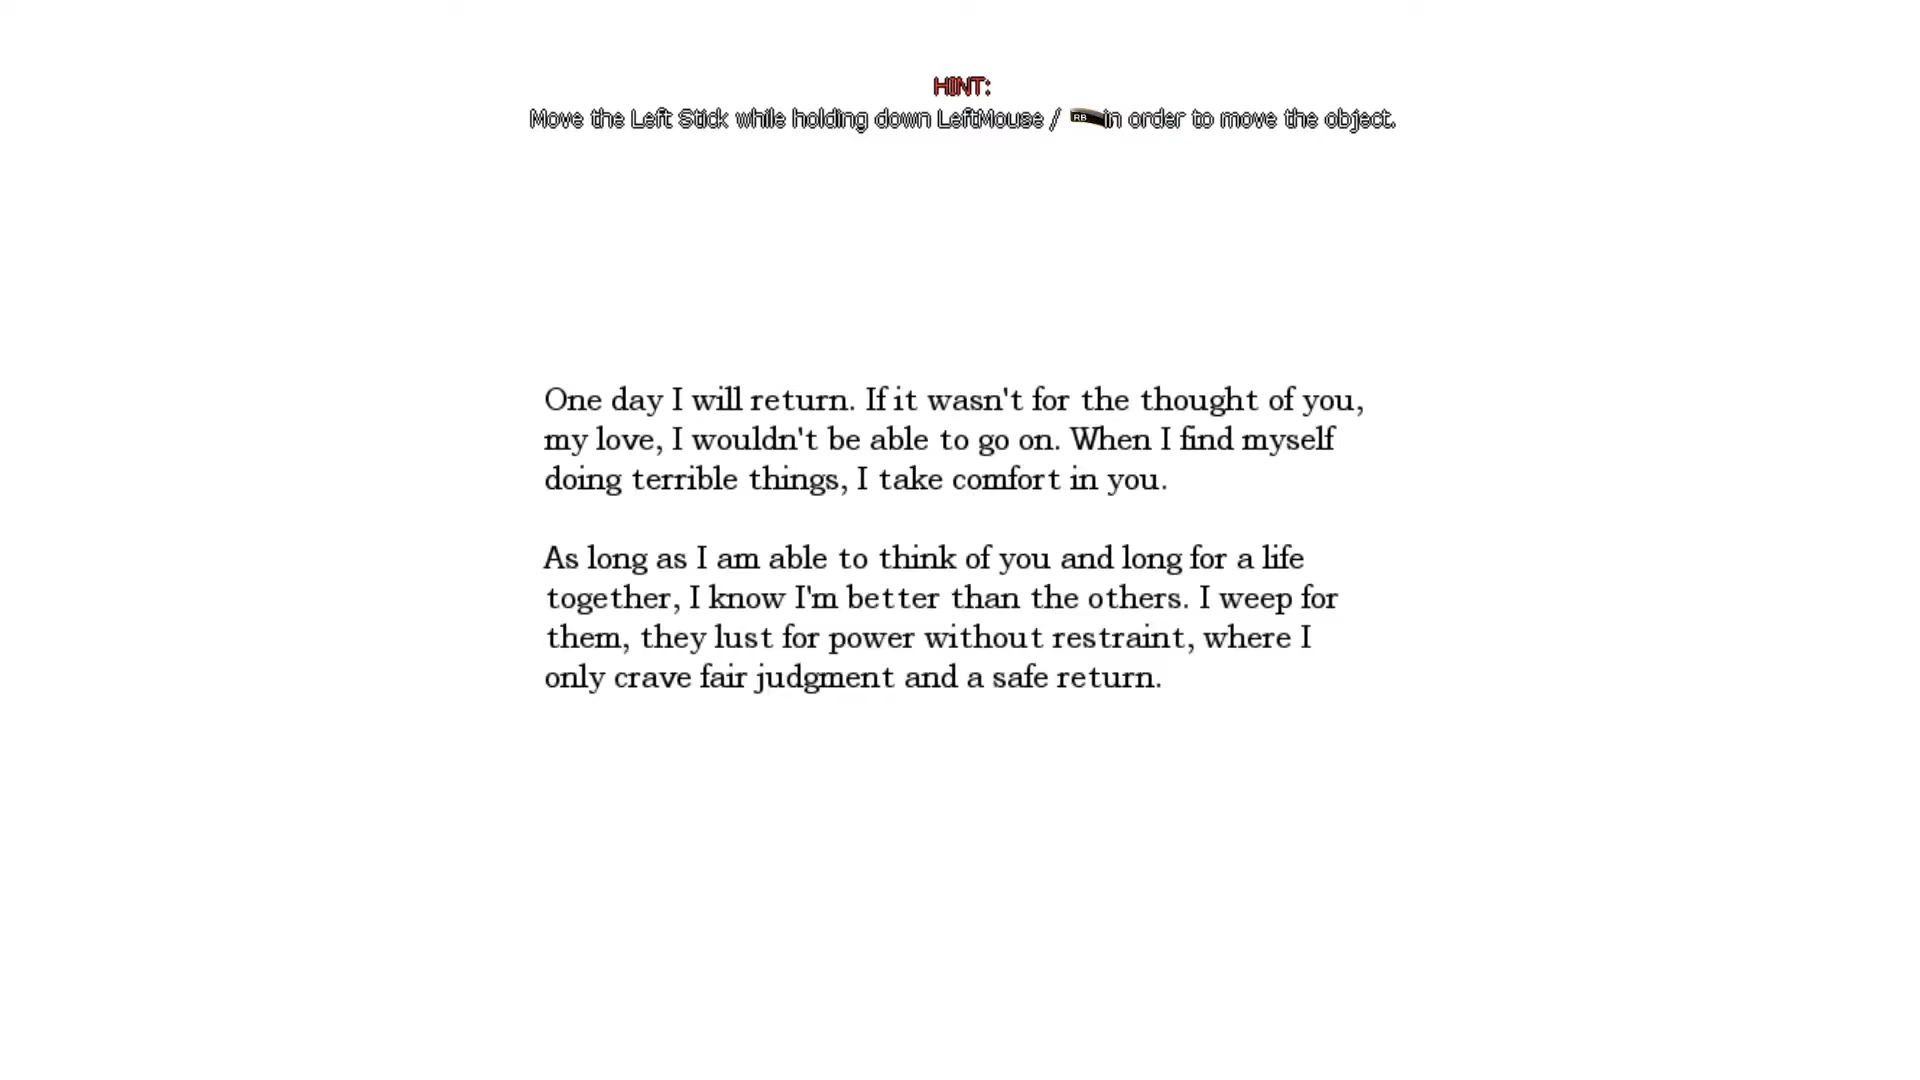 HINT:
Move the Left Stick while holding down LeftMouse / RB in order to move the object.
One day I will return. If it wasn't for the thought of you,
my love, I wouldn't be able to go on. When I find myself
doing terrible things, I take comfort in you.
As long as I am able to think of you and long for a life
together, I know I'm better than the others. I weep for
them, they lust for power without restraint, where I
only crave fair judgment and a safe return.